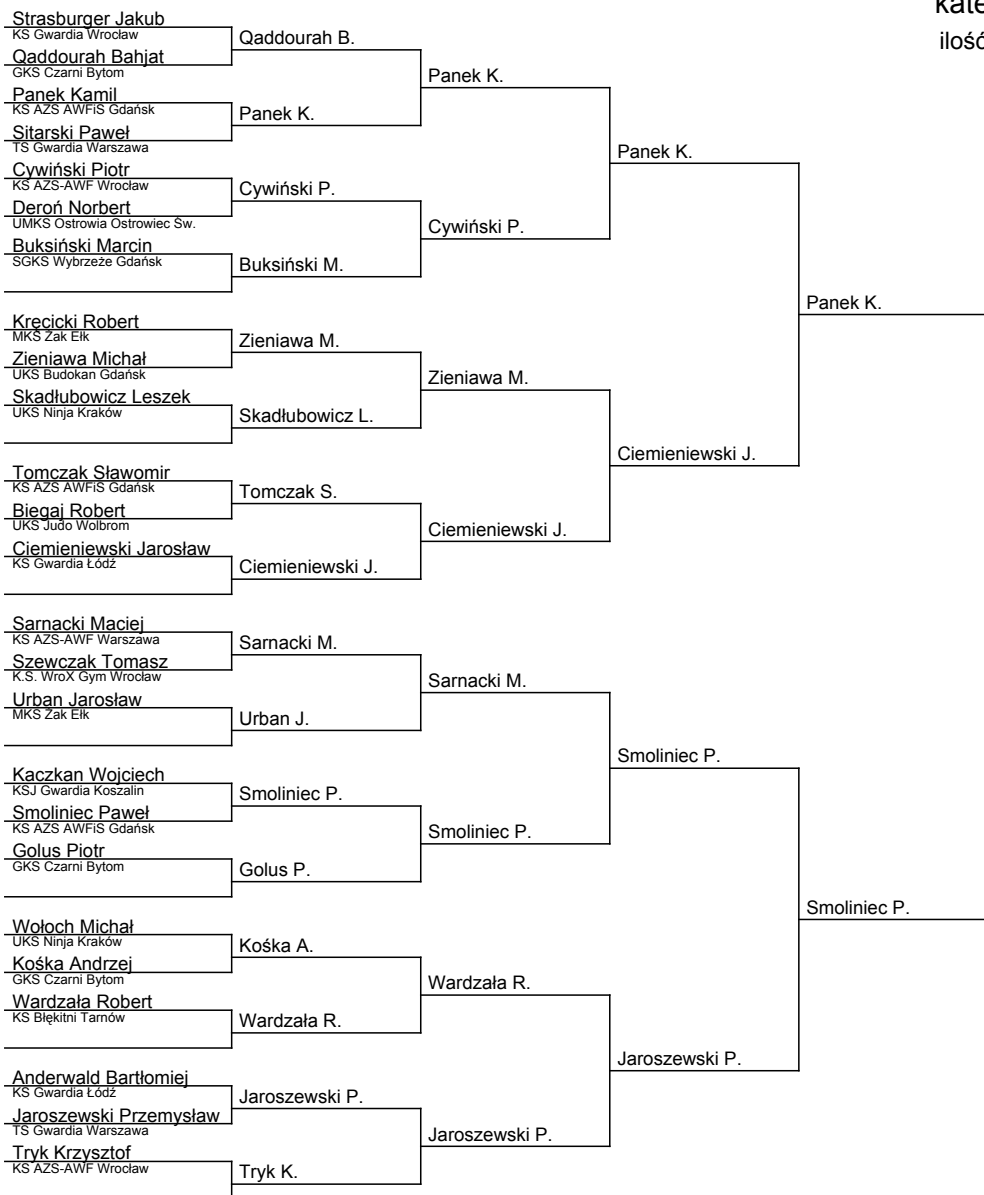 kate
ilość
Strasburger Jakub
KS Gwardia Wrocław
Qaddourah Bahjat
GKS Czarni Bytom
Panek Kamil
KS AZS AWFiS Gdańsk
Sitarski Paweł
TS Gwardia Warszawa
Cywiński Piotr
KS AZS-AWF Wrocław
Deroń Norbert
UMKS Ostrovia Ostrowiec Św.
Buksiński Marcin
SGKS Wybrzeże Gdańsk
Kręcicki Robert
MKS Żak Ełk
Zieniawa Michał
UKS Budokan Gdańsk
Skadłubowicz Leszek
UKS Ninja Kraków
Tomczak Sławomir
KS AZS AWFiS Gdańsk
Biegaj Robert
UKS Judo Wolbrom
Ciemieniewski Jarosław
KS Gwardia Łódź
Sarnacki Maciej
KS AZS-AWF Warszawa
Szewczak Tomasz
K.S. WroX Gym Wrocław
Urban Jarosław
MKS Żak Ełk
Kaczkan Wojciech
KSJ Gwardia Koszalin
Smoliniec Paweł
KS AZS AWFiS Gdańsk
Golus Piotr
GKS Czarni Bytom
Wołoch Michał
UKS Ninja Kraków
Kośka Andrzej
GKS Czarni Bytom
Wardzała Robert
KS Błękitni Tarnów
Anderwald Bartłomiej
KS Gwardia Łódź
Jaroszewski Przemysław
TS Gwardia Warszawa
Tryk Krzysztof
KS AZS-AWF Wrocław
Qaddourah B.
Panek K.
Cywiński P.
Buksiński M.
Zieniawa M.
Skadłubowicz L.
Tomczak S.
Ciemieniewski J.
Sarnacki M.
Urban J.
Smoliniec P.
Golus P.
Kośka A.
Wardzała R.
Jaroszewski P.
Tryk K.
Panek K.
Cywiński P.
Zieniawa M.
Ciemieniewski J.
Sarnacki M.
Smoliniec P.
Wardzała R.
Jaroszewski P.
Panek K.
Ciemieniewski J.
Smoliniec P.
Jaroszewski P.
Panek K.
Smoliniec P.